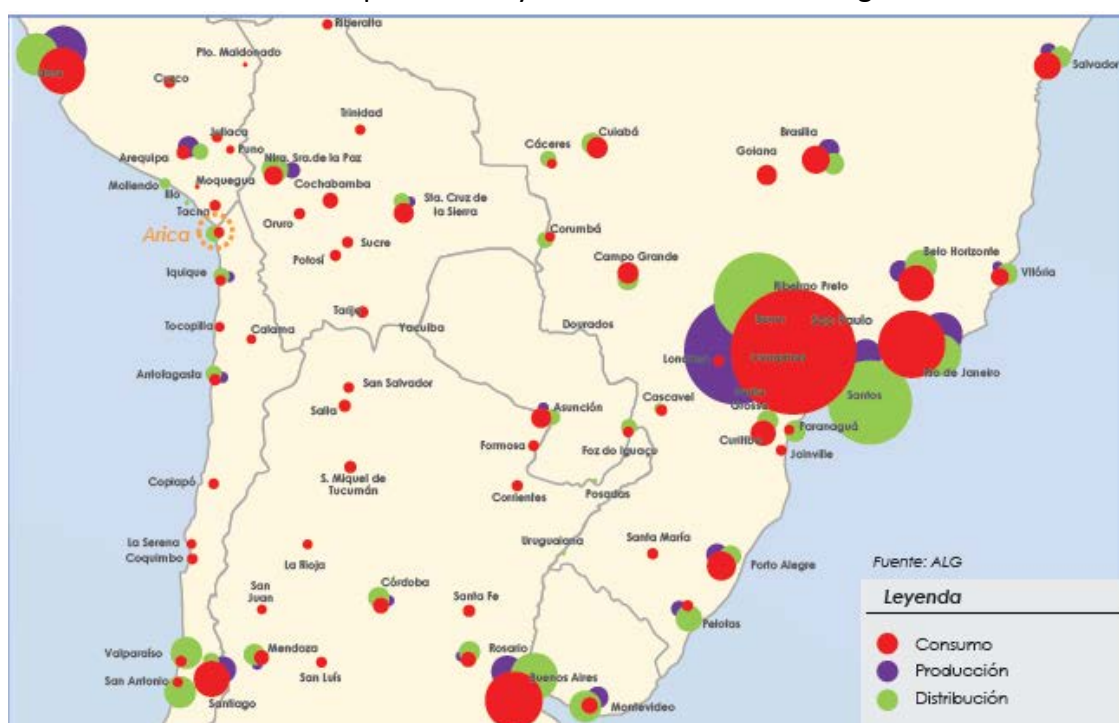 Riberalta
Pto. Maldonado
Cuzco
Salvador
Trinidad
Juliaca
Puno
Arequipa
Ntra. Sra. de la Paz
Cochabamba
Cáceres
Cuiabá
Brasilia
Goiana
Mollendo
Moquegua
Ilo
Tacna
Arica
Oruro
Sta. Cruz de
la Sierra
Sucre
Potosí
Corumbá
Campo Grande
Belo Horizonte
Vitória
Iquique
Ribeirao Preto
Tocopilla
Calama
Tarija
Yacuiba
Dourados
Sao Paulo
Antofagasta
San Salvador
Salta
Asunción
Cascavel
Rio de Janeiro
Santos
Grossa
Paranaguá
Curitiba
Joinville
Formosa
Foz do Iguaçu
Copiapó
S. Miguel de
Tucumán
Corrientes
Posadas
La Serena
Coquimbo
La Rioja
Uruguaiana
Santa María
Porto Alegre
San
Juan
Córdoba
Santa Fe
Pelotas
Valparaíso
Mendoza
San Luís
Rosario
San Antonio
Santiago
Buenos Aires
Montevideo
Fuente: ALG
Leyenda
Consumo
Producción
Distribución